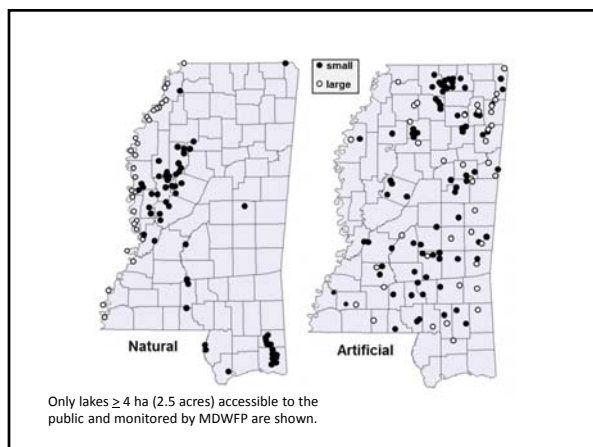 ● small
○ large
Natural
Artificial
Only lakes ≥ 4 ha (2.5 acres) accessible to the
public and monitored by MDWFP are shown.